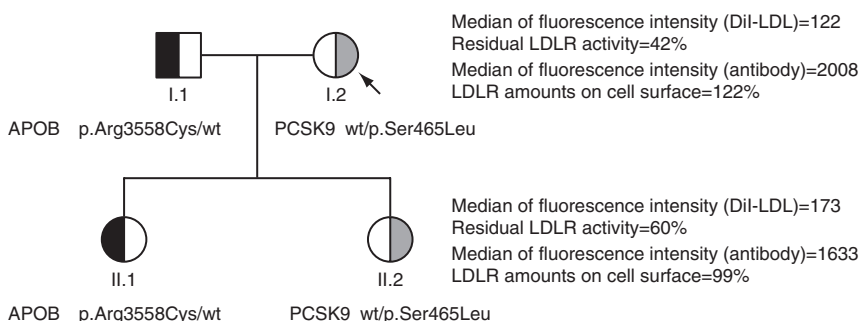 Median of fluorescence intensity (DiI-LDL)=122
Residual LDLR activity=42%
Median of fluorescence intensity (antibody)=2008
LDLR amounts on cell surface=122%
I.1 I.2
APOB p.Arg3558Cys/wt PCSK9 wt/p.Ser465Leu
Median of fluorescence intensity (DiI-LDL)=173
Residual LDLR activity=60%
Median of fluorescence intensity (antibody)=1633
LDLR amounts on cell surface=99%
II.1 II.2
APOB p.Arg3558Cys/wt PCSK9 wt/p.Ser465Leu